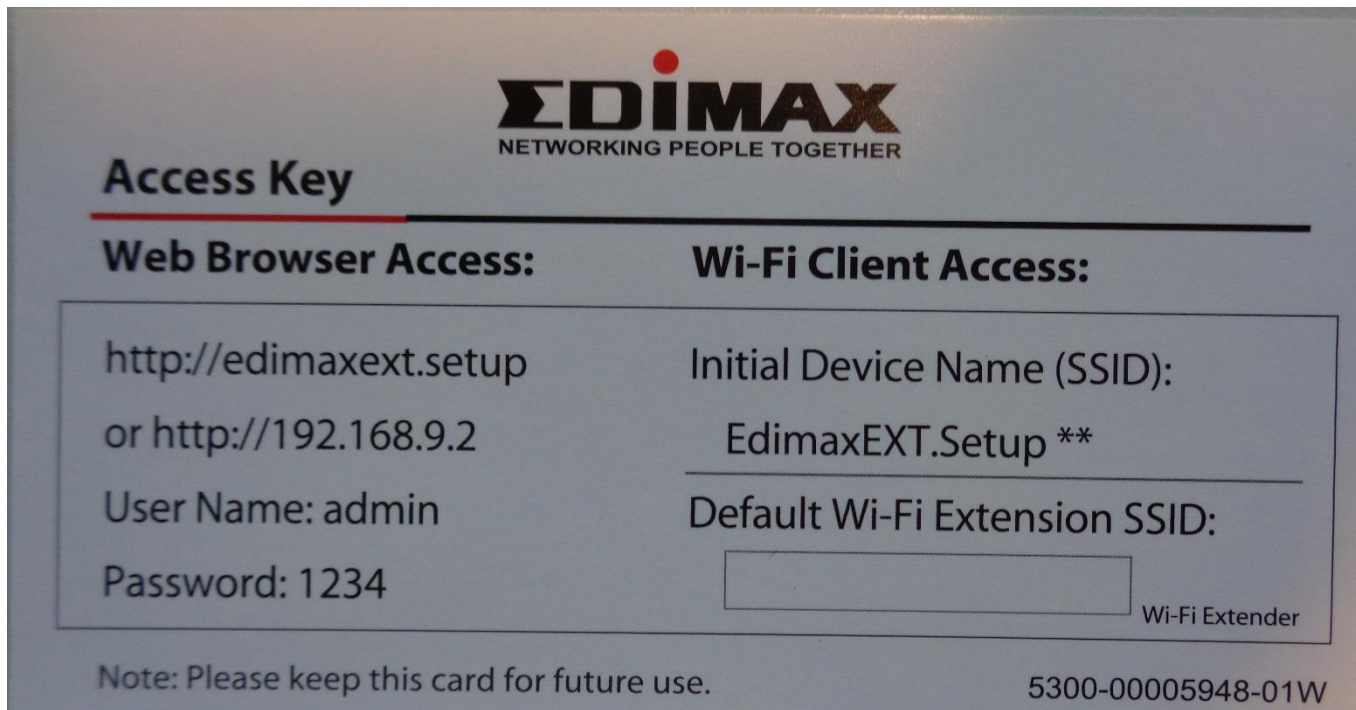 EDiMAX
NETWORKING PEOPLE TOGETHER
Access Key
Web Browser Access:
http://edimaxext.setup
or http://192.168.9.2
User Name: admin
Password: 1234
Wi-Fi Client Access:
Initial Device Name (SSID):
EdimaxEXT.Setup **
Default Wi-Fi Extension SSID:
Wi-Fi Extender
Note: Please keep this card for future use.
5300-00005948-01W